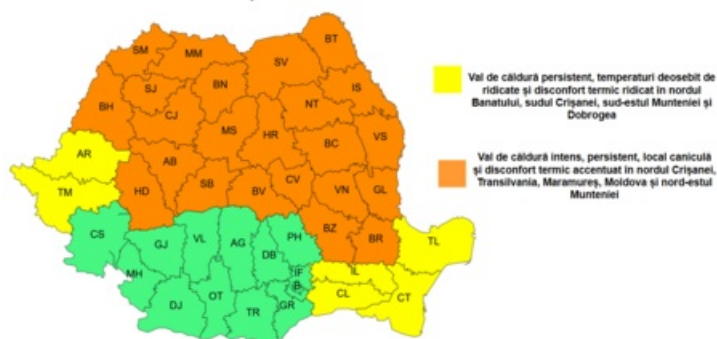 BT
SM
MM
SV
SJ
BN
IS
BH
CJ
NT
MS
HR
BC
VS
AR
AB
TM
HD
SB
BV
CV
VN
GL
CS
GJ
VL
AG
PH
BZ
BR
TL
DB
MH
IF
B
IL
DJ
OT
TR
GR
CL
CT
Val de căldură persistent, temperaturi deosebit de
ridicate și disconfort termic ridicat în nordul
Banatului, sudul Crișanei, sud-estul Munteniei și
Dobrogea
Val de căldură intens, persistent, local caniculă
și disconfort termic accentuat în nordul Crișanei,
Transilvania, Maramureș, Moldova și nord-estul
Munteniei